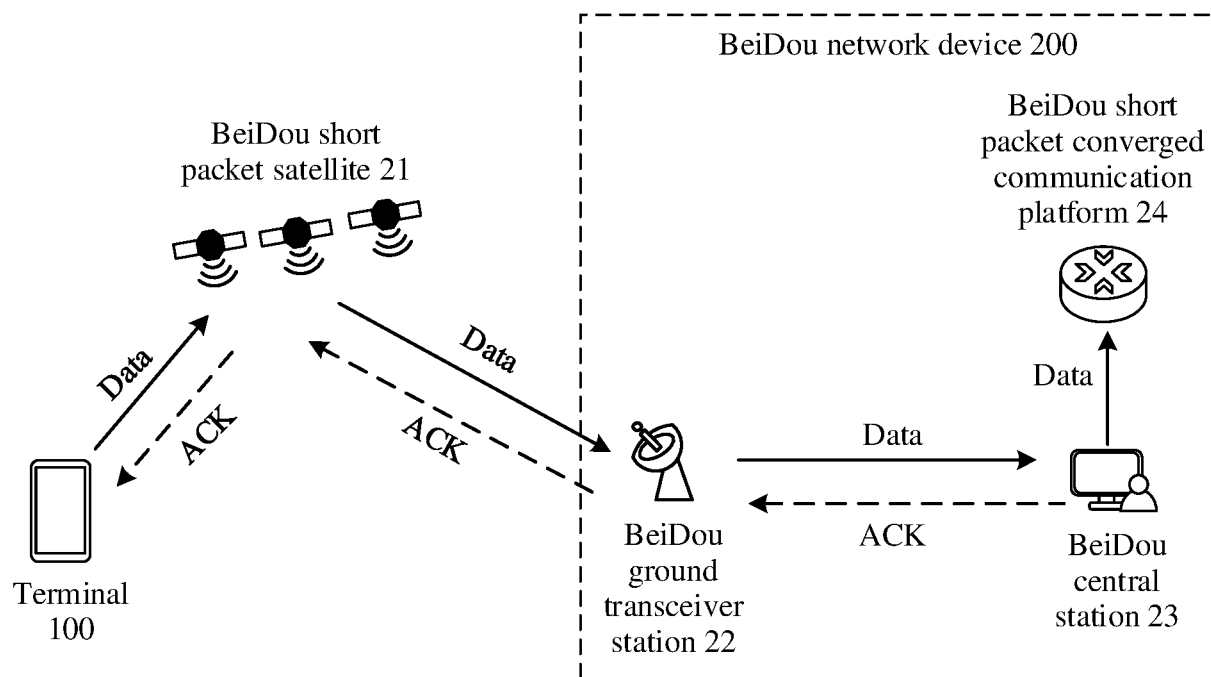 BeiDou network device 200
BeiDou short
packet satellite 21
BeiDou short
packet converged
communication
platform 24
Data
ACK
Data
ACK
Data
ACK
Data
Terminal
100
BeiDou
ground
transceiver
station 22
BeiDou
central
station 23